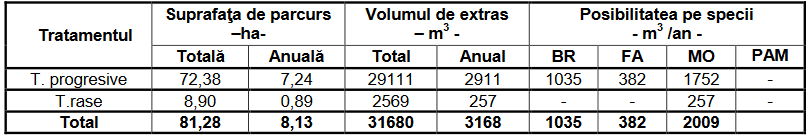 Tratamentul Suprafaţa de parcurs –ha- Volumul de extras – m³ - Posibilitatea pe specii - m³ /an -
Totală Anuală Total Anual BR FA MO PAM
T. progresive 72,38 7,24 29111 2911 1035 382 1752 -
T.rase 8,90 0,89 2569 257 - - 257 -
Total 81,28 8,13 31680 3168 1035 382 2009